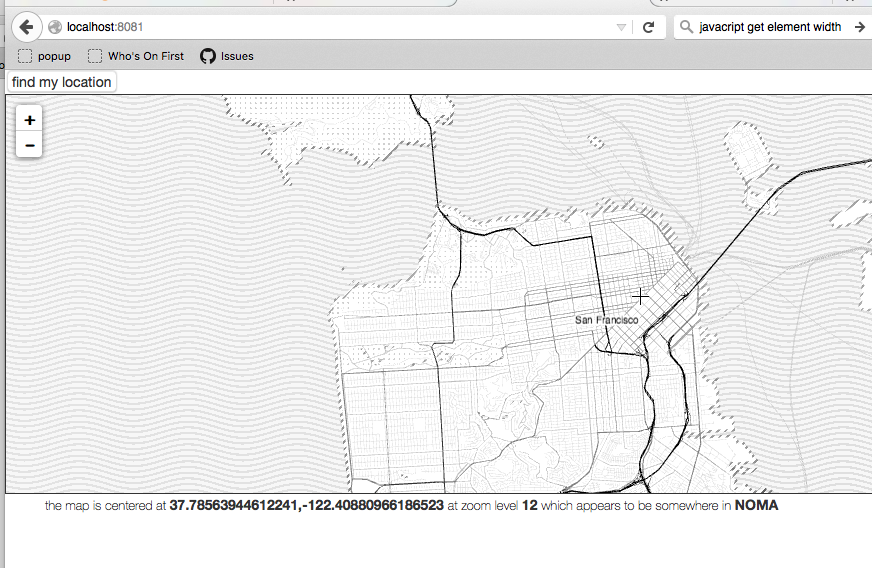 localhost:8081
javacript get element width
popup Who's On First Issues
find my location
+
−
San Francisco
the map is centered at 37.78563944612241,-122.40880966186523 at zoom level 12 which appears to be somewhere in NOMA